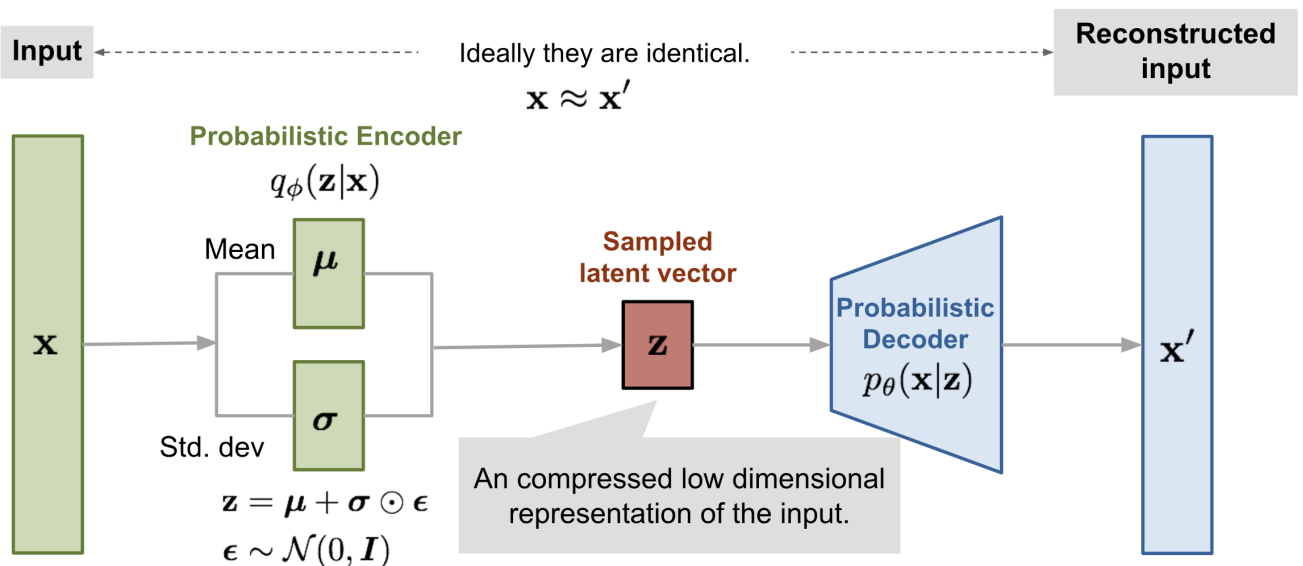 Input
Ideally they are identical.
x ≈ x′
Reconstructed
input
Probabilistic Encoder
qϕ(z|x)
Mean
μ
x
σ
Std. dev
z = μ + σ ⊙ ϵ
ϵ ∼ 𝒩(0, I)
Sampled
latent vector
z
An compressed low dimensional
representation of the input.
Probabilistic
Decoder
pθ(x|z)
x′